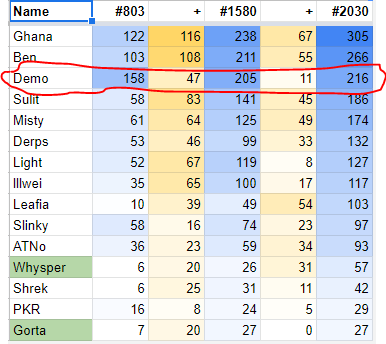 Name #803 + #1580 + #2030
Ghana 122 116 238 67 305
Ben 103 108 211 55 266
Demo 158 47 205 11 216
Sulit 58 83 141 45 186
Misty 61 64 125 49 174
Derps 53 46 99 33 132
Light 52 67 119 8 127
Illwei 35 65 100 17 117
Leafia 10 39 49 54 103
Slinky 58 16 74 23 97
ATNo 36 23 59 34 93
Whysper 6 20 26 31 57
Shrek 6 25 31 11 42
PKR 16 8 24 5 29
Gorta 7 20 27 0 27